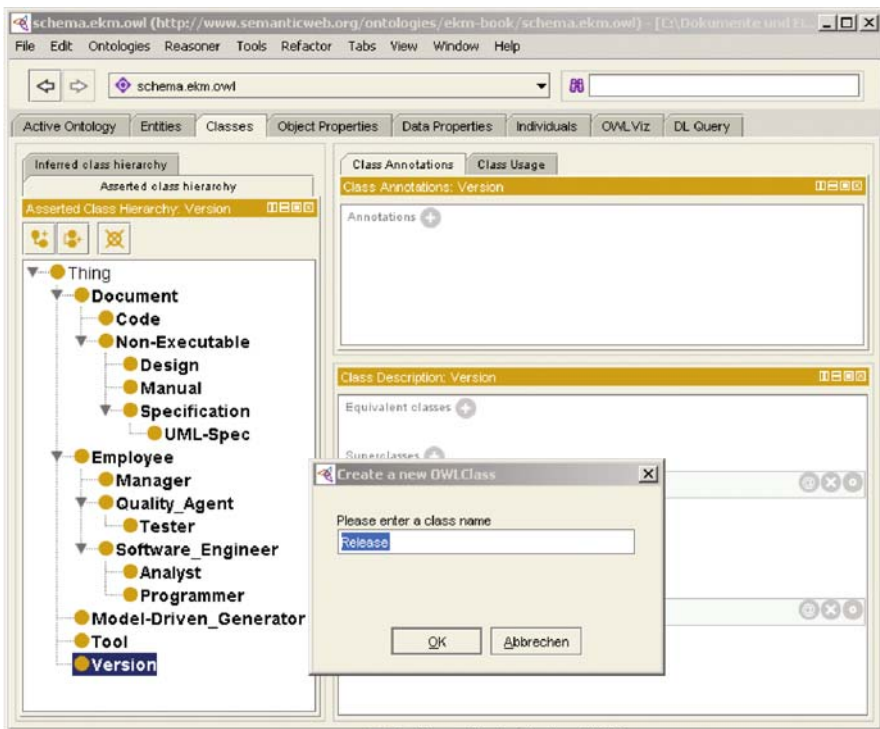 schema.ekm.owl (http://www.semanticweb.org/ontologies/ekm-book/schema.ekm.owl) - [C:\Dokumente und Ei...
File Edit Ontologies Reasoner Tools Refactor Tabs View Window Help
schema.ekm.owl
Active Ontology Entities Classes Object Properties Data Properties Individuals OWLViz DL Query
Inferred class hierarchy
Asserted class hierarchy
Asserted Class Hierarchy: Version
Thing
Document
Code
Non-Executable
Design
Manual
Specification
UML-Spec
Employee
Manager
Quality_Agent
Tester
Software_Engineer
Analyst
Programmer
Model-Driven_Generator
Tool
Version
Class Annotations Class Usage
Class Annotations: Version
Annotations
Class Description: Version
Equivalent classes
Superclasses
Create a new OWLClass
Please enter a class name
Release
OK Abbrechen